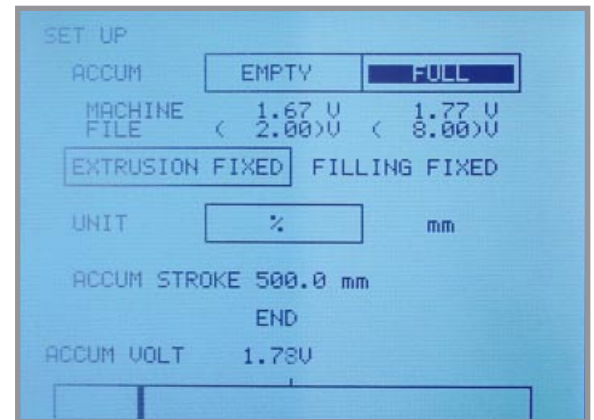 SET UP
ACCUM EMPTY FULL
MACHINE 1.67 V 1.77 V
FILE ( 2.00)V ( 8.00)V
EXTRUSION FIXED FILLING FIXED
UNIT % mm
ACCUM STROKE 500.0 mm
END
ACCUM VOLT 1.78V